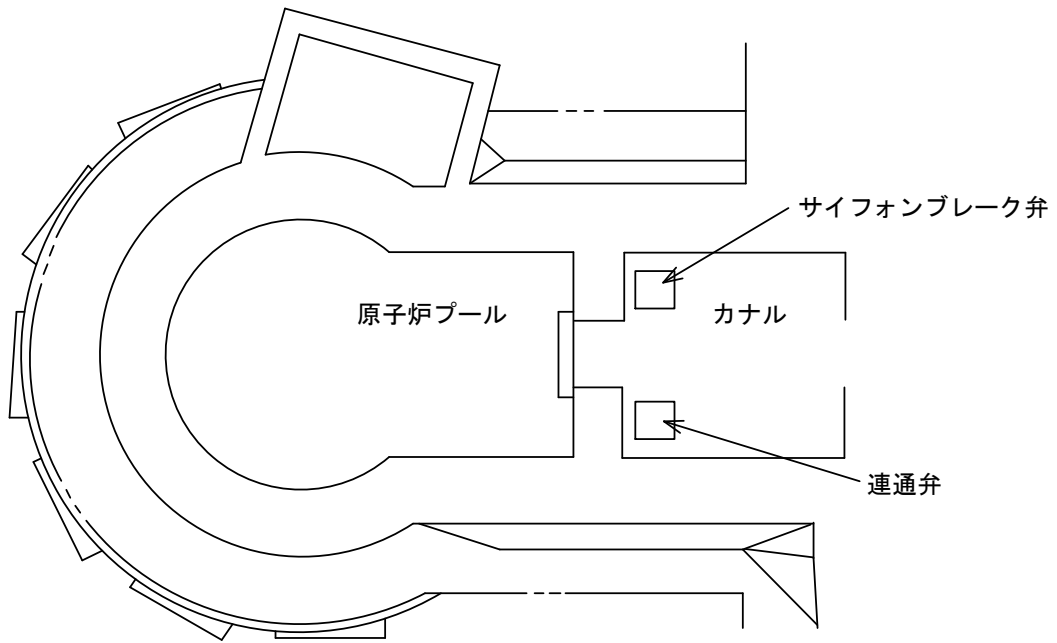 サイフォンブレーク弁
原子炉プール
カナル
連通弁